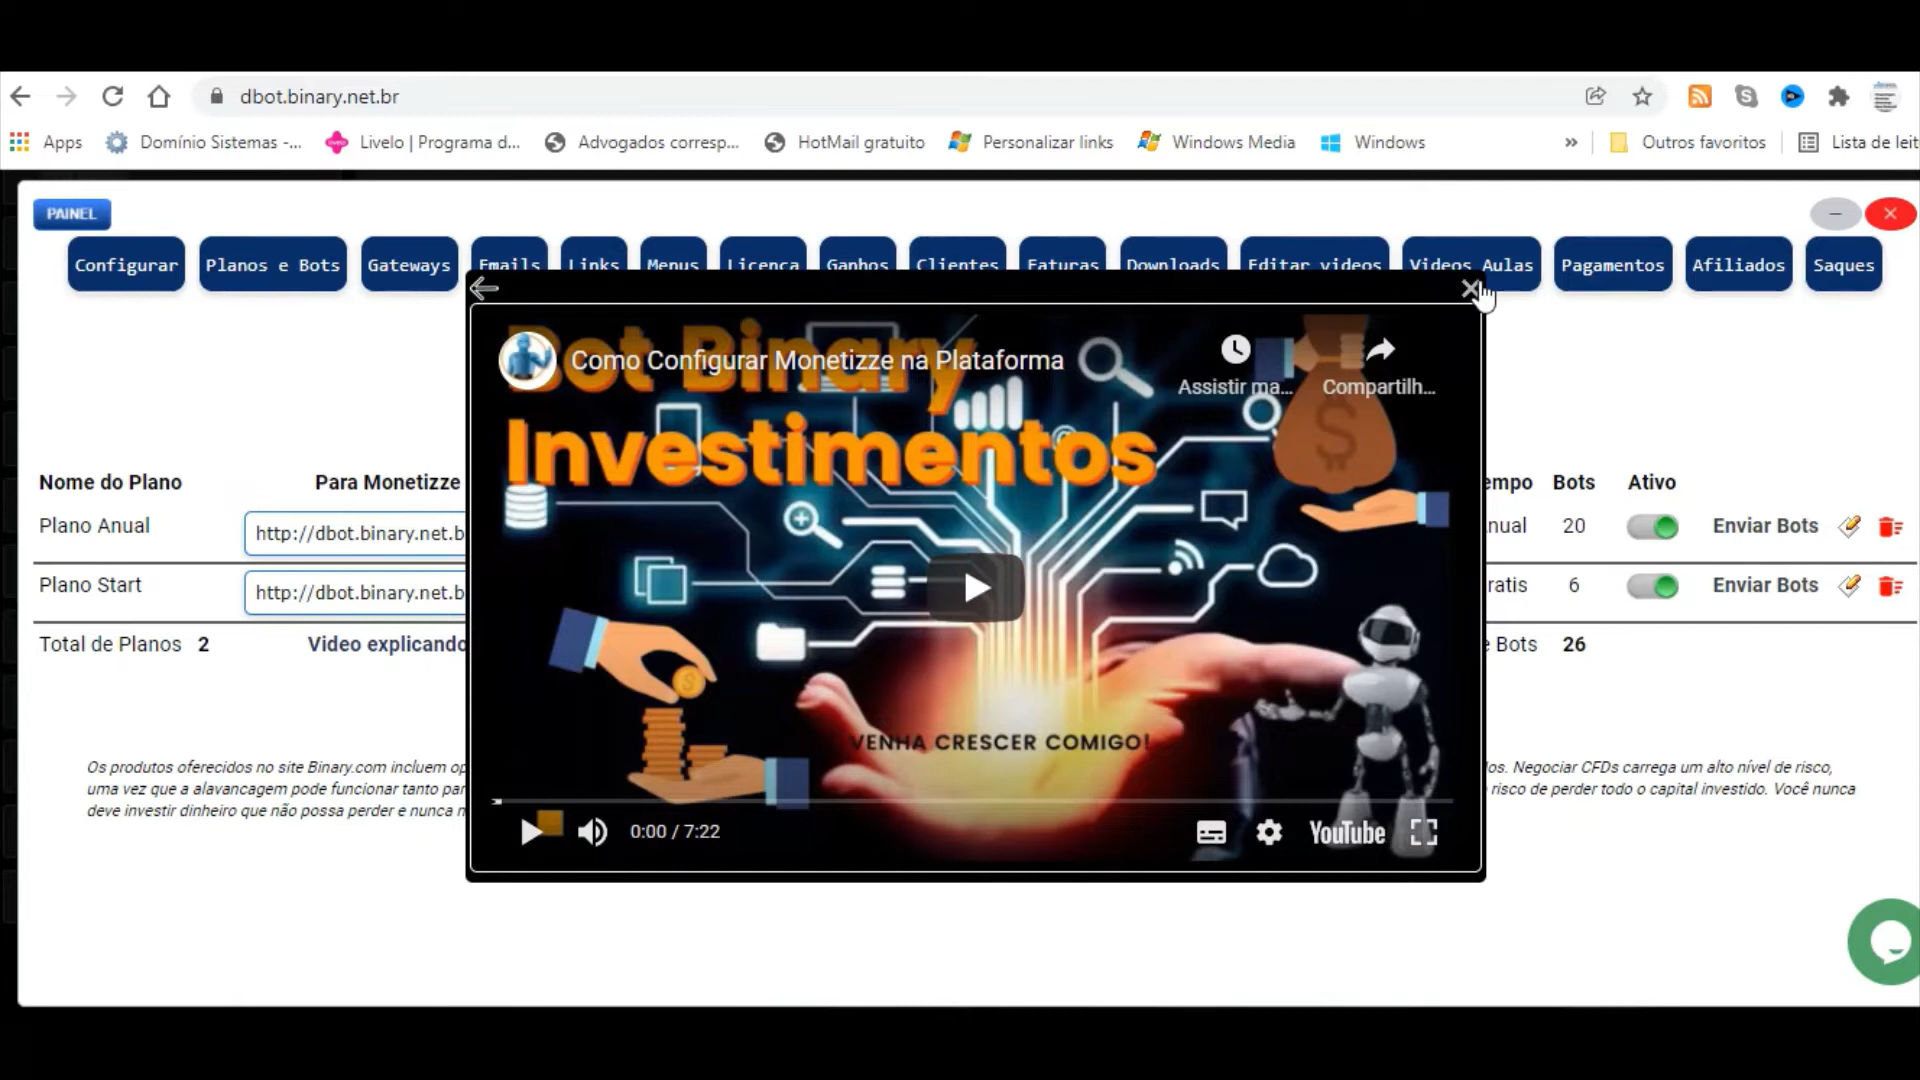 dbot.binary.net.br
Apps Domínio Sistemas -... Livelo | Programa d... Advogados corresp... HotMail gratuito Personalizar links Windows Media Windows » Outros favoritos Lista de leit
PAINEL
Configurar Planos e Bots Gateways Emails Links Menus Licença Ganhos Clientes Faturas Downloads Editar videos Videos Aulas Pagamentos Afiliados Saques
Bot Binary
Como Configurar Monetizze na Plataforma
Assistir ma... Compartilh...
Investimentos
Nome do Plano Para Monetizze empo Bots Ativo
Plano Anual http://dbot.binary.net.b nual 20 Enviar Bots
Plano Start http://dbot.binary.net.b ratis 6 Enviar Bots
Total de Planos 2 Video explicando e Bots 26
VENHA CRESCER COMIGO!
Os produtos oferecidos no site Binary.com incluem op los. Negociar CFDs carrega um alto nível de risco,
uma vez que a alavancagem pode funcionar tanto par risco de perder todo o capital investido. Você nunca
deve investir dinheiro que não possa perder e nunca
0:00 / 7:22 YouTube